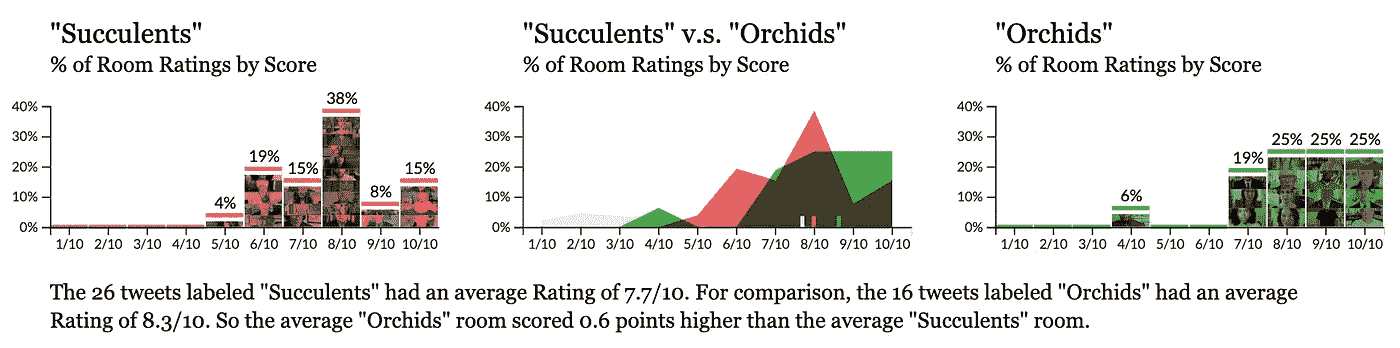 "Succulents"
% of Room Ratings by Score
40%
30%
20%
10%
0%
4%
19%
15%
38%
8%
15%
1/10 2/10 3/10 4/10 5/10 6/10 7/10 8/10 9/10 10/10
"Succulents" v.s. "Orchids"
% of Room Ratings by Score
40%
30%
20%
10%
0%
1/10 2/10 3/10 4/10 5/10 6/10 7/10 8/10 9/10 10/10
"Orchids"
% of Room Ratings by Score
40%
30%
20%
10%
0%
6%
19%
25%
25%
25%
1/10 2/10 3/10 4/10 5/10 6/10 7/10 8/10 9/10 10/10
The 26 tweets labeled "Succulents" had an average Rating of 7.7/10. For comparison, the 16 tweets labeled "Orchids" had an average
Rating of 8.3/10. So the average "Orchids" room scored 0.6 points higher than the average "Succulents" room.